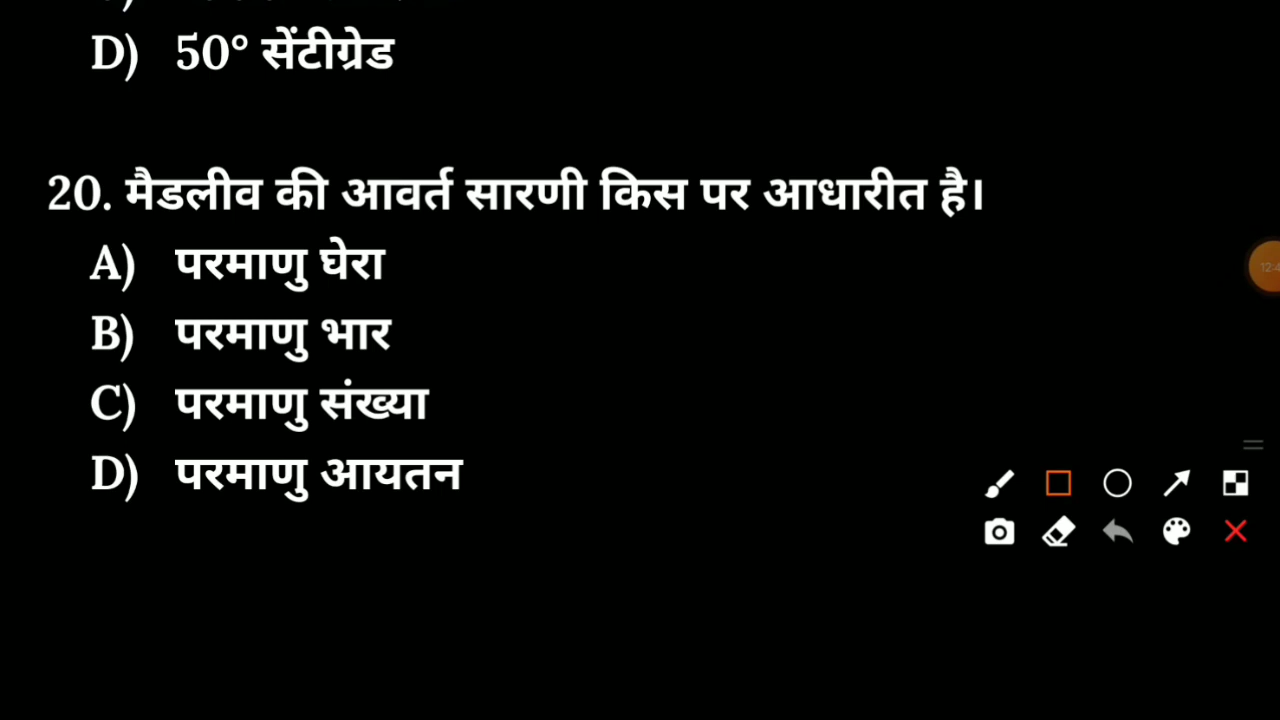 D) 50° सेंटीग्रेड
20. मैडलीव की आवर्त सारणी किस पर आधारीत है।
A) परमाणु घेरा
B) परमाणु भार
C) परमाणु संख्या
D) परमाणु आयतन